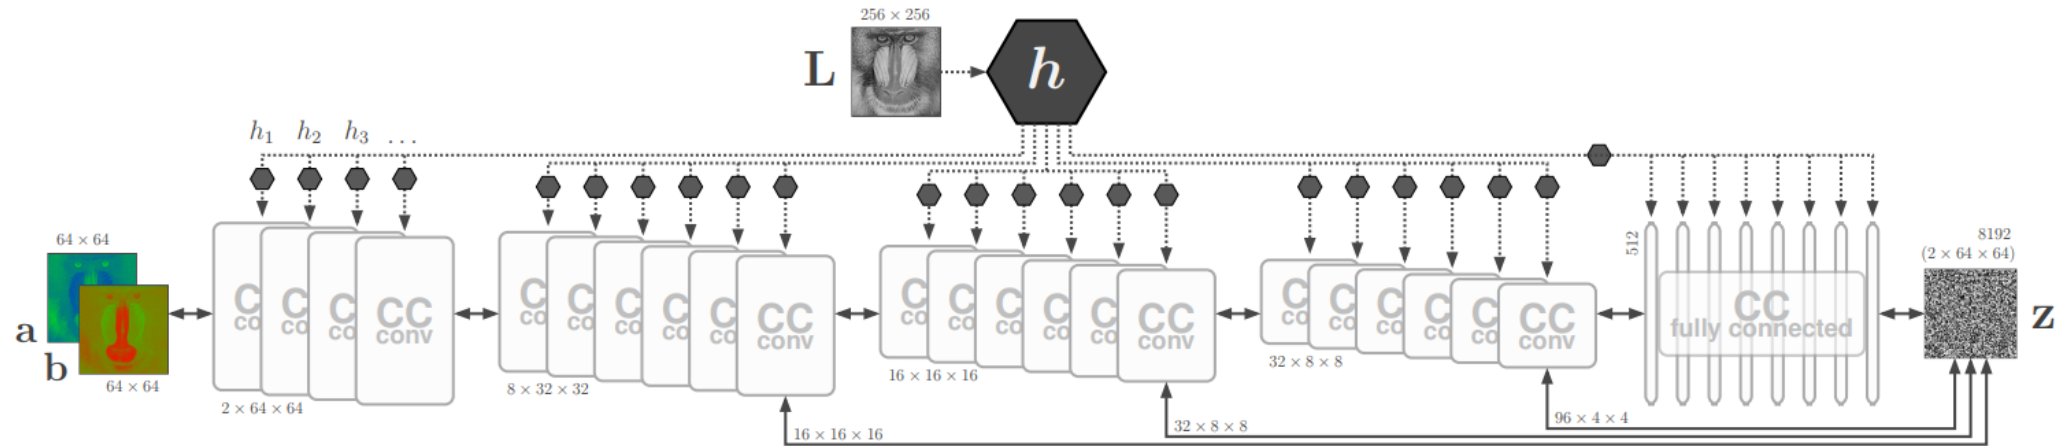 256 × 256
L
h
h₁ h₂ h₃ ...
64 × 64
a
b
64 × 64
C
co
C
co
C
co
CC
conv
2 × 64 × 64
C
co
C
co
C
co
C
co
C
co
CC
conv
8 × 32 × 32
16 × 16 × 16
C
co
C
co
C
co
C
co
C
co
CC
conv
16 × 16 × 16
32 × 8 × 8
C
co
C
co
C
co
C
co
C
co
CC
conv
32 × 8 × 8
96 × 4 × 4
512
CC
fully connected
8192
(2 × 64 × 64)
z